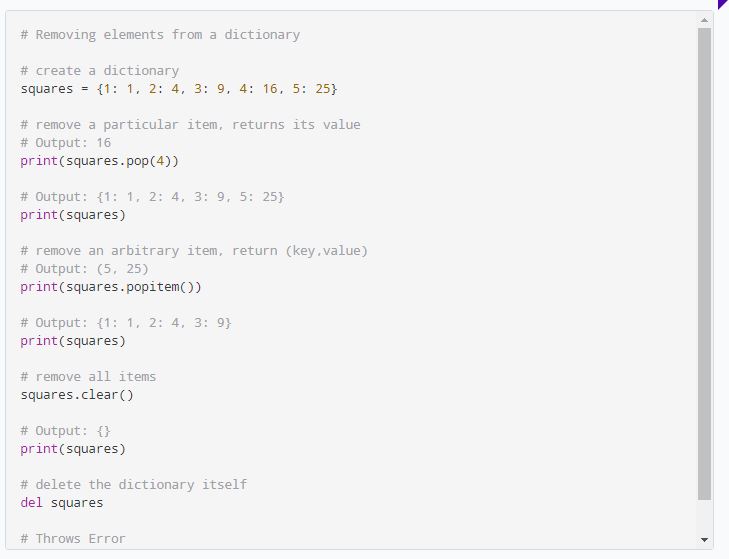 # Removing elements from a dictionary
# create a dictionary
squares = {1: 1, 2: 4, 3: 9, 4: 16, 5: 25}
# remove a particular item, returns its value
# Output: 16
print(squares.pop(4))
# Output: {1: 1, 2: 4, 3: 9, 5: 25}
print(squares)
# remove an arbitrary item, return (key,value)
# Output: (5, 25)
print(squares.popitem())
# Output: {1: 1, 2: 4, 3: 9}
print(squares)
# remove all items
squares.clear()
# Output: {}
print(squares)
# delete the dictionary itself
del squares
# Throws Error